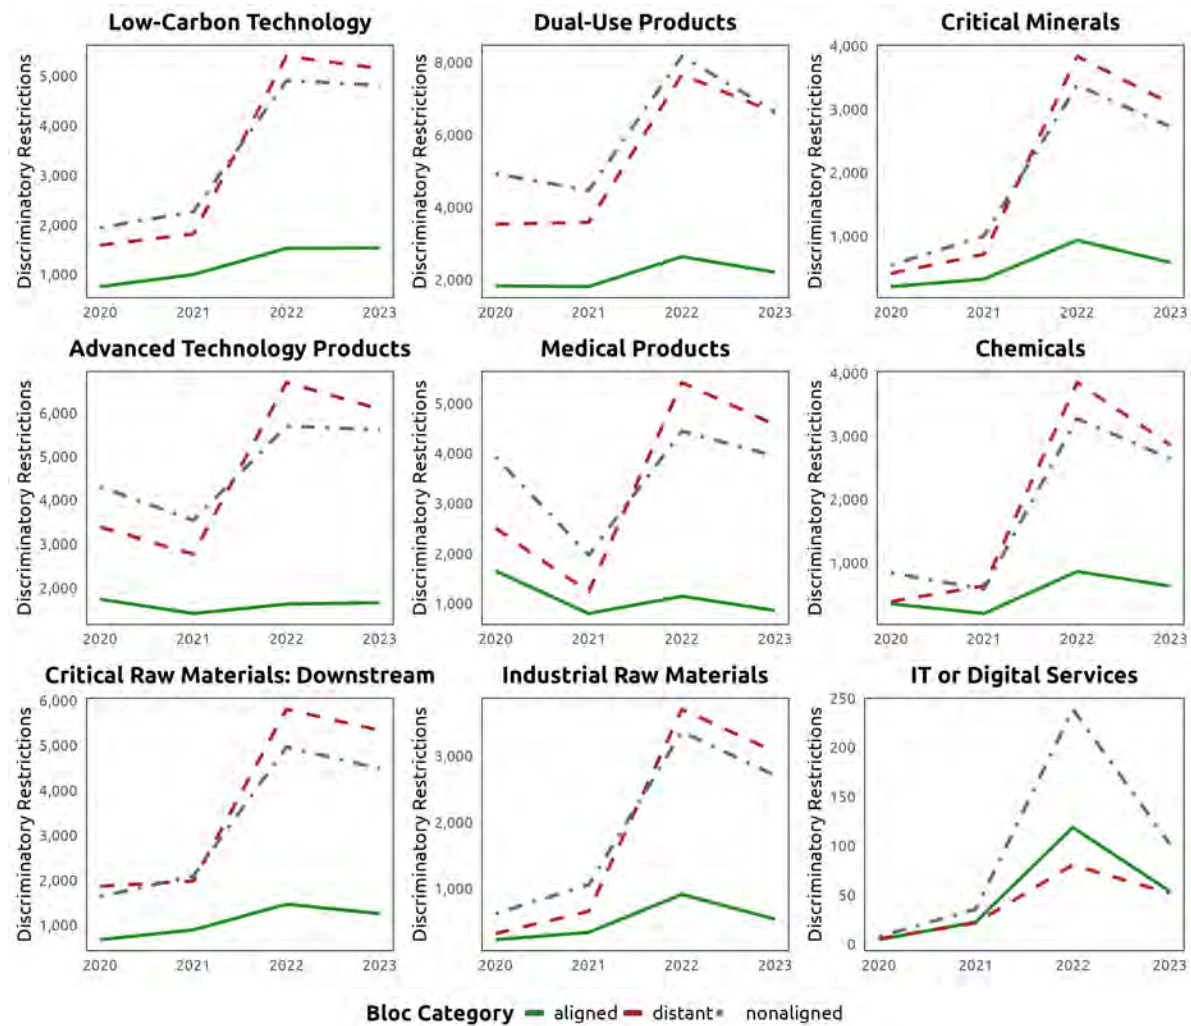 Low-Carbon Technology
Dual-Use Products
Critical Minerals
Discriminatory Restrictions
5,000
4,000
3,000
2,000
1,000
2020 2021 2022 2023
Discriminatory Restrictions
8,000
6,000
4,000
2,000
2020 2021 2022 2023
Discriminatory Restrictions
4,000
3,000
2,000
1,000
2020 2021 2022 2023
Advanced Technology Products
Medical Products
Chemicals
Discriminatory Restrictions
6,000
5,000
4,000
3,000
2,000
2020 2021 2022 2023
Discriminatory Restrictions
5,000
4,000
3,000
2,000
1,000
2020 2021 2022 2023
Discriminatory Restrictions
4,000
3,000
2,000
1,000
2020 2021 2022 2023
Critical Raw Materials: Downstream
Industrial Raw Materials
IT or Digital Services
Discriminatory Restrictions
6,000
5,000
4,000
3,000
2,000
1,000
2020 2021 2022 2023
Discriminatory Restrictions
3,000
2,000
1,000
2020 2021 2022 2023
Discriminatory Restrictions
250
200
150
100
50
0
2020 2021 2022 2023
Bloc Category aligned distant nonaligned